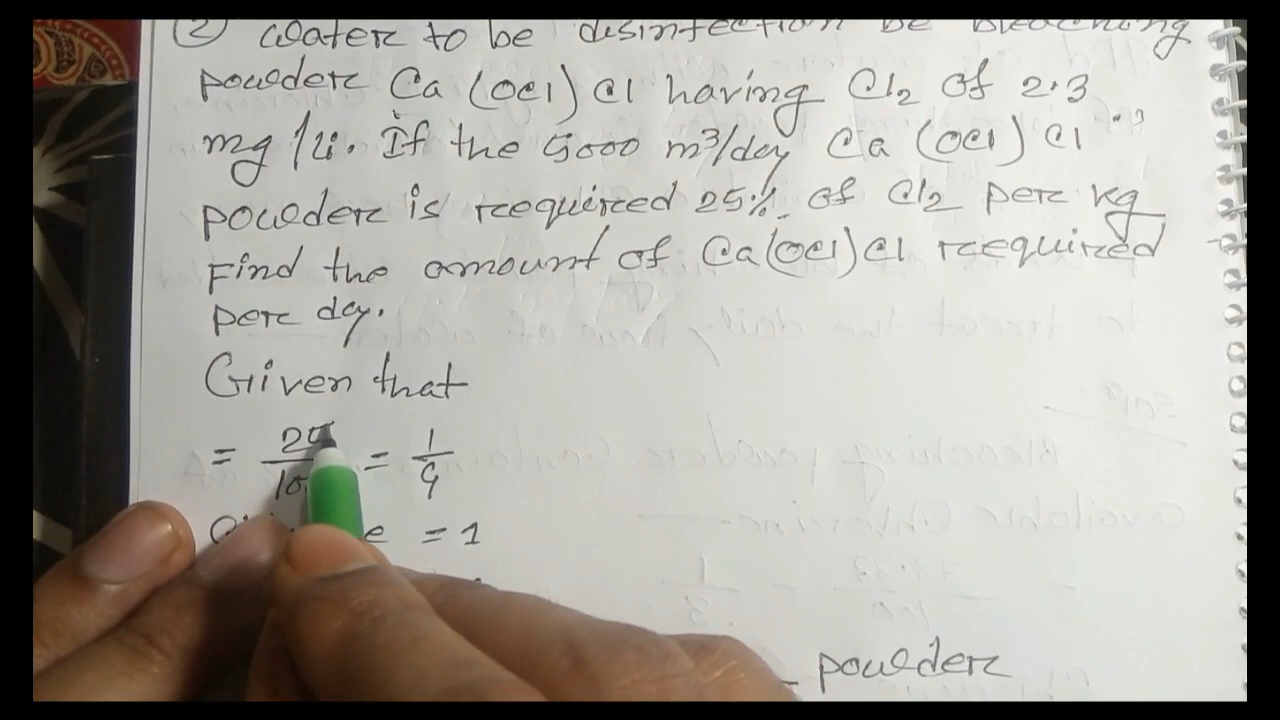 ② Water to be disinfection be Bleaching
powder Ca(OCl)Cl having Cl2 of 2.3
mg/li. If the 5000 m³/day Ca(OCl)Cl
powder is required 25% of Cl2 per kg
Find the amount of Ca(OCl)Cl required
per day.
Given that
= = 1/4
= 1
powder